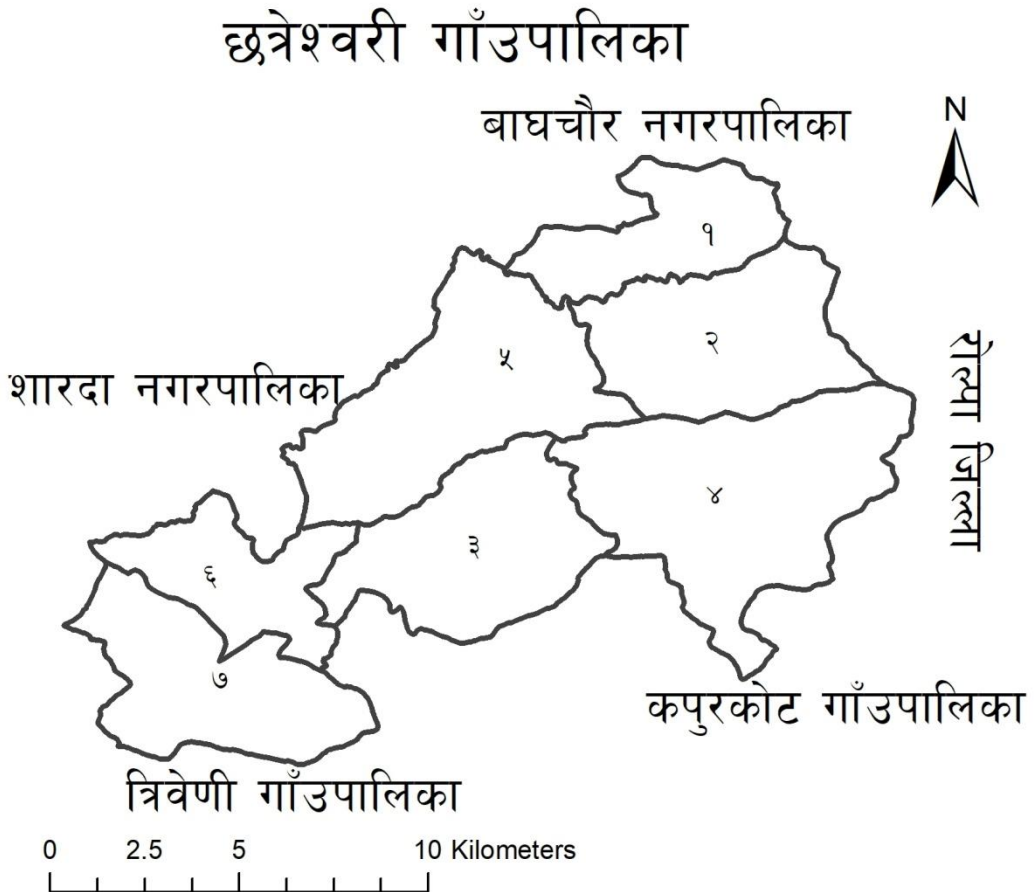 छत्रेश्वरी गाँउपालिका
बाघचौर नगरपालिका
N
१
२
५
रोल्पा जिल्ला
शारदा नगरपालिका
४
३
६
७
कपुरकोट गाँउपालिका
त्रिवेणी गाँउपालिका
0 2.5 5 10 Kilometers